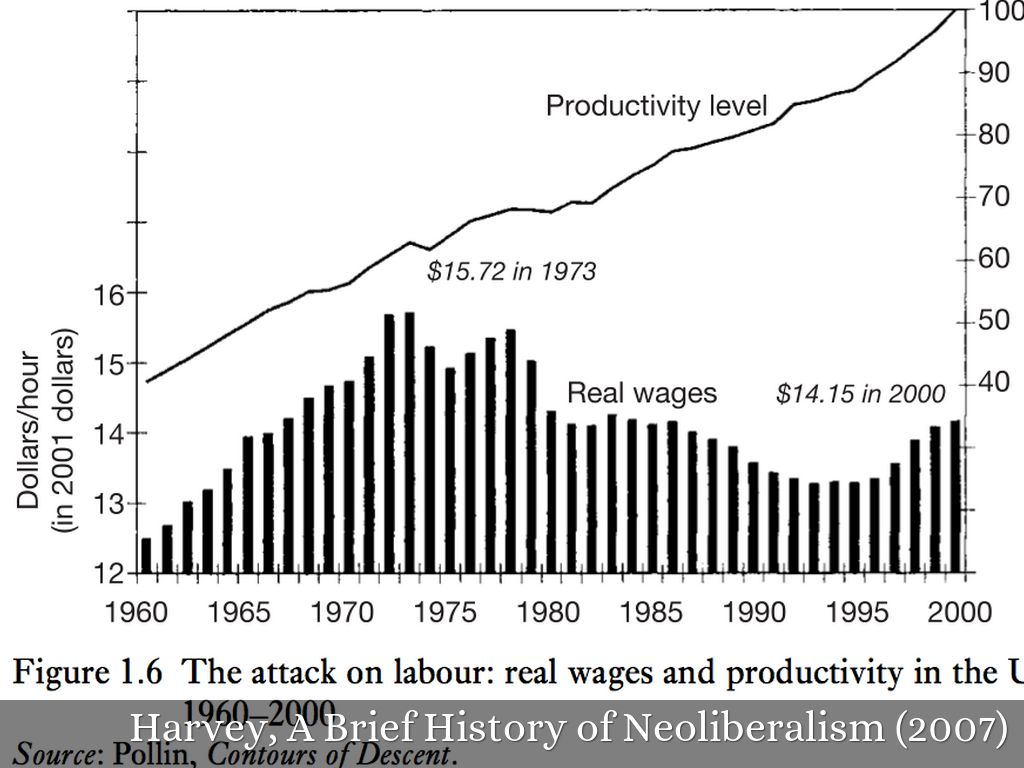 Productivity level
$15.72 in 1973
Real wages
$14.15 in 2000
Dollars/hour
(in 2001 dollars)
16
15
14
13
12
100
90
80
70
60
50
40
1960 1965 1970 1975 1980 1985 1990 1995 2000
Figure 1.6 The attack on labour: real wages and productivity in the U
1960–2000
Harvey, A Brief History of Neoliberalism (2007)
Source: Pollin, Contours of Descent.